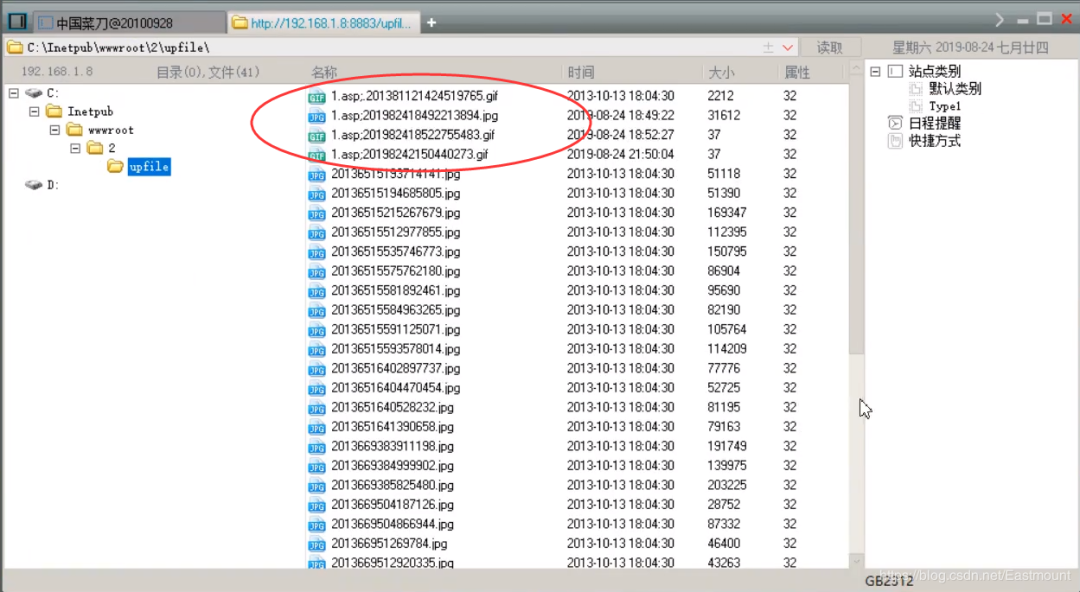 中国菜刀@20100928
http://192.168.1.8:8883/upfil...
C:\Inetpub\wwwroot\2\upfile\
读取
星期六 2019-08-24 七月廿四
192.168.1.8 目录(0),文件(41)
名称 时间 大小 属性
C:
Inetpub
wwwroot
2
upfile
D:
1.asp;.201381121424519765.gif 2013-10-13 18:04:30 2212 32
1.asp;201982418492213894.jpg 2019-08-24 18:49:22 31612 32
1.asp;201982418522755483.gif 2019-08-24 18:52:27 37 32
1.asp;20198242150440273.gif 2019-08-24 21:50:04 37 32
20136515193714141.jpg 2013-10-13 18:04:30 51118 32
20136515194685805.jpg 2013-10-13 18:04:30 51390 32
20136515215267679.jpg 2013-10-13 18:04:30 169347 32
20136515512977855.jpg 2013-10-13 18:04:30 112395 32
20136515535746773.jpg 2013-10-13 18:04:30 150795 32
20136515575762180.jpg 2013-10-13 18:04:30 86904 32
20136515581892461.jpg 2013-10-13 18:04:30 95690 32
20136515584963265.jpg 2013-10-13 18:04:30 82190 32
20136515591125071.jpg 2013-10-13 18:04:30 105764 32
20136515593578014.jpg 2013-10-13 18:04:30 114209 32
20136516402897737.jpg 2013-10-13 18:04:30 77776 32
20136516404470454.jpg 2013-10-13 18:04:30 52725 32
2013651640528232.jpg 2013-10-13 18:04:30 81195 32
2013651641390658.jpg 2013-10-13 18:04:30 79163 32
2013669383911198.jpg 2013-10-13 18:04:30 191749 32
2013669384999902.jpg 2013-10-13 18:04:30 139975 32
2013669385825480.jpg 2013-10-13 18:04:30 203225 32
2013669504187126.jpg 2013-10-13 18:04:30 28752 32
2013669504866944.jpg 2013-10-13 18:04:30 87332 32
201366951269784.jpg 2013-10-13 18:04:30 46400 32
2013669512920335.jpg 2013-10-13 18:04:30 43263 32
站点类别
默认类别
Type1
日程提醒
快捷方式
GB2312
https://blog.csdn.net/Eastmount